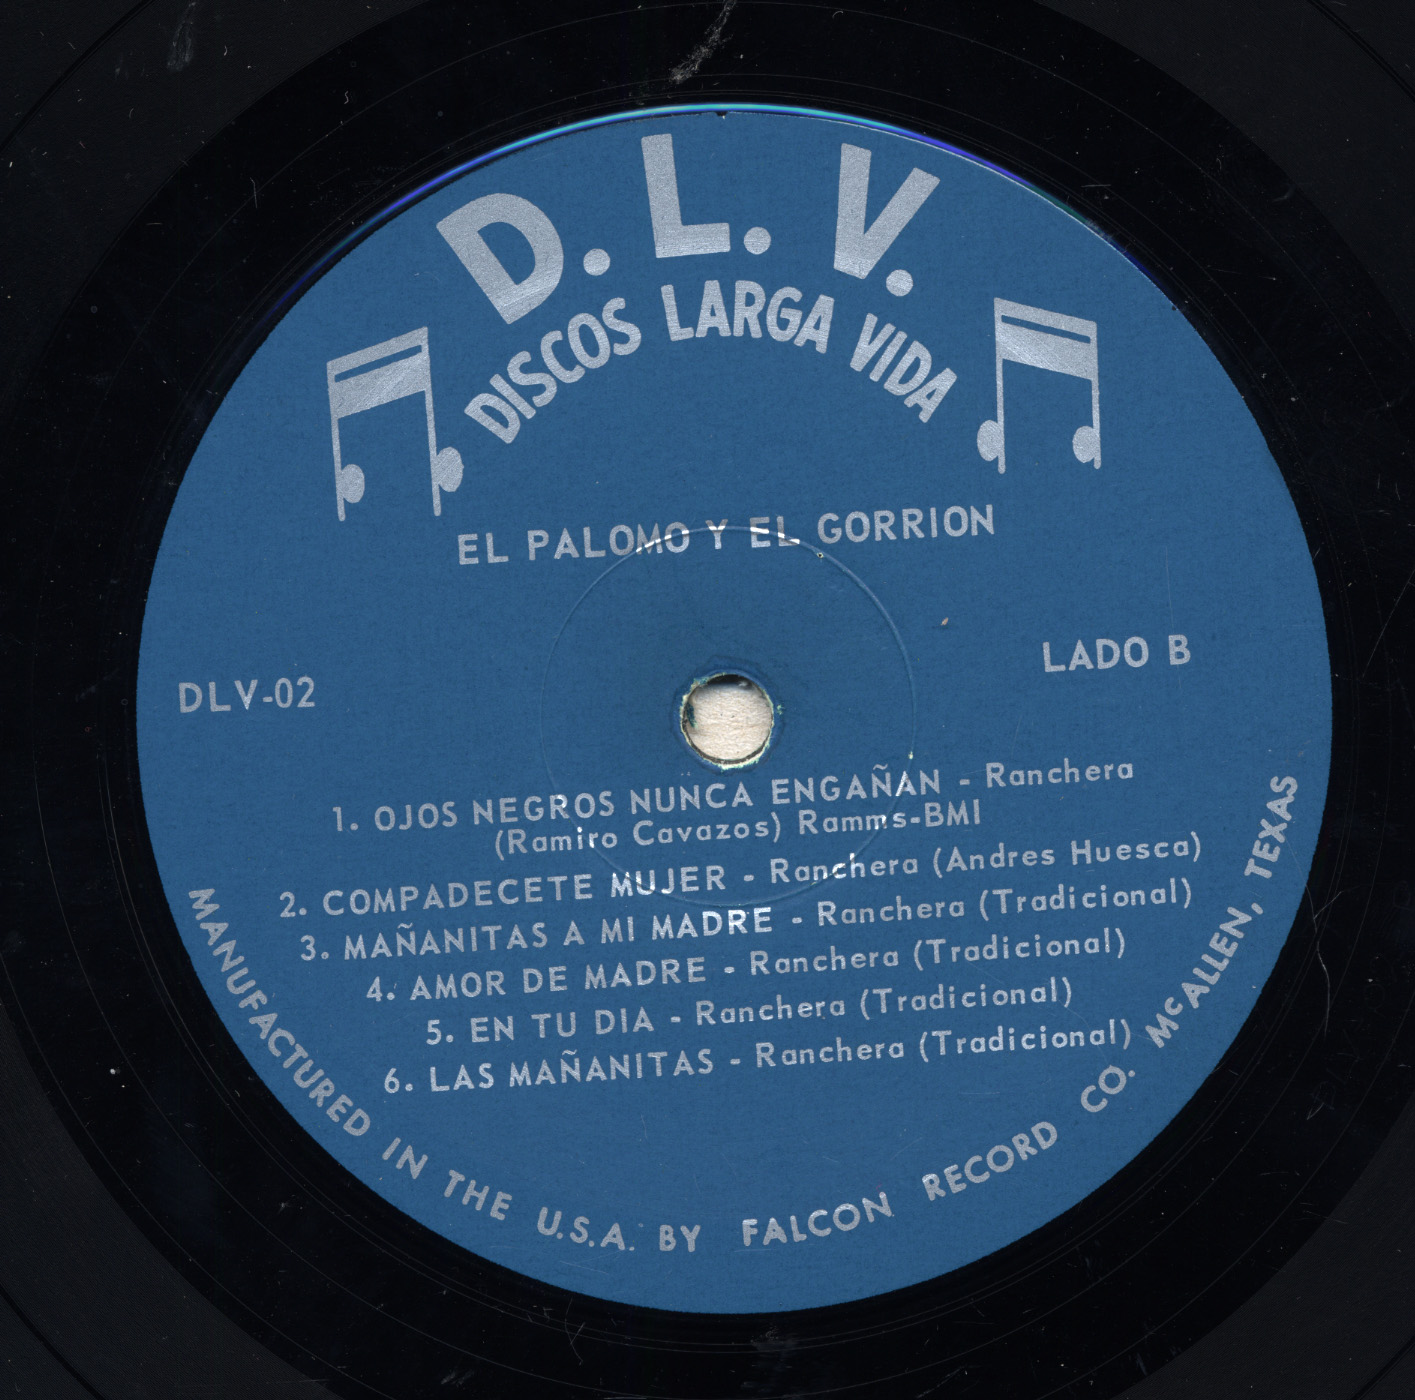 D. L. V.
DISCOS LARGA VIDA
EL PALOMO Y EL GORRION
LADO B
DLV-02
1. OJOS NEGROS NUNCA ENGAÑAN - Ranchera
(Ramiro Cavazos) Ramms-BMI
2. COMPADECETE MUJER - Ranchera (Andres Huesca)
3. MAÑANITAS A MI MADRE - Ranchera (Tradicional)
4. AMOR DE MADRE - Ranchera (Tradicional)
5. EN TU DIA - Ranchera (Tradicional)
6. LAS MAÑANITAS - Ranchera (Tradicional)
MANUFACTURED IN THE U.S.A. BY FALCON RECORD CO. McALLEN, TEXAS